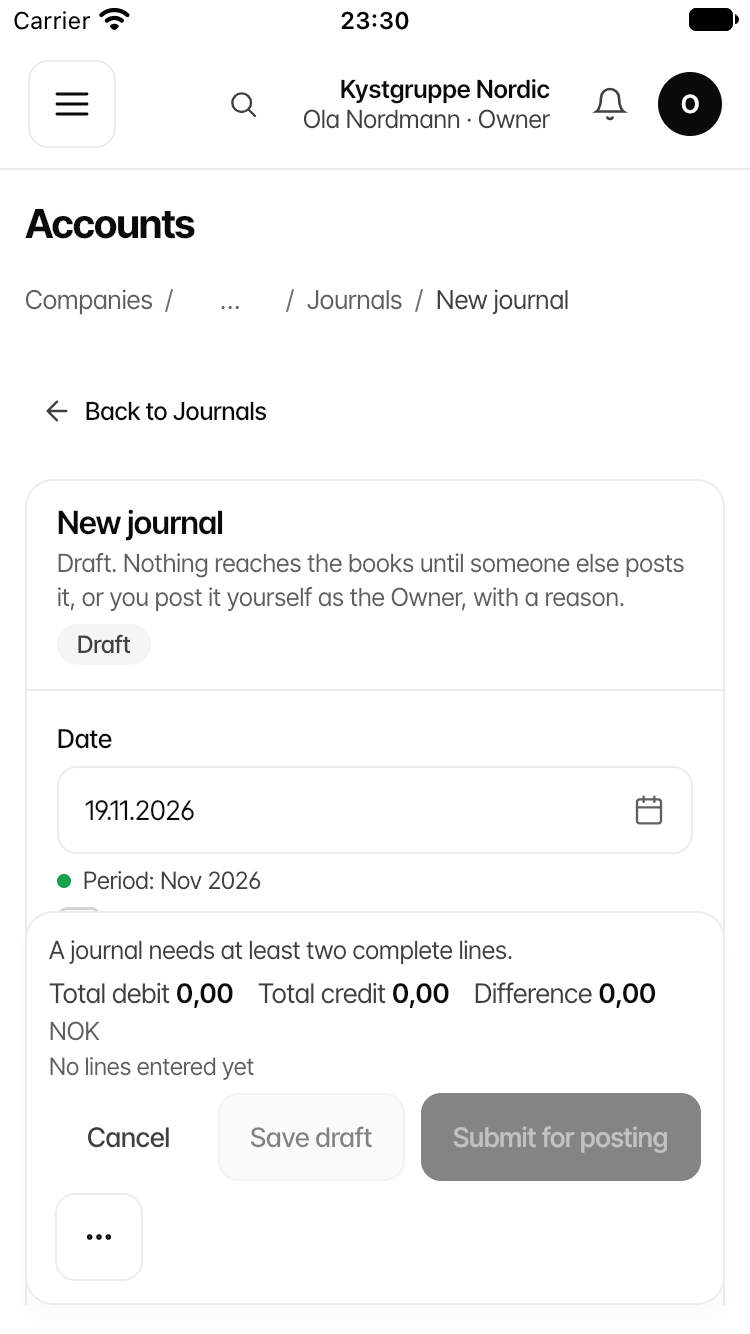 Carrier
23:30
Kystgruppe Nordic
Ola Nordmann · Owner
O
Accounts
Companies / ... / Journals / New journal
Back to Journals
New journal
Draft. Nothing reaches the books until someone else posts
it, or you post it yourself as the Owner, with a reason.
Draft
Date
19.11.2026
Period: Nov 2026
A journal needs at least two complete lines.
Total debit 0,00 Total credit 0,00 Difference 0,00
NOK
No lines entered yet
Cancel
Save draft
Submit for posting